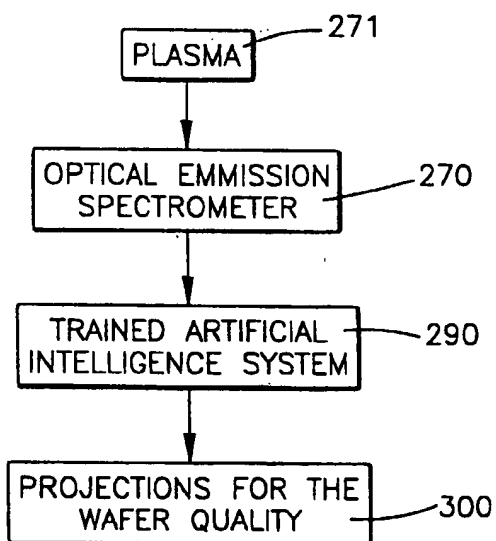 271
PLASMA
OPTICAL EMMISSION
SPECTROMETER
270
TRAINED ARTIFICIAL
INTELLIGENCE SYSTEM
290
PROJECTIONS FOR THE
WAFER QUALITY
300